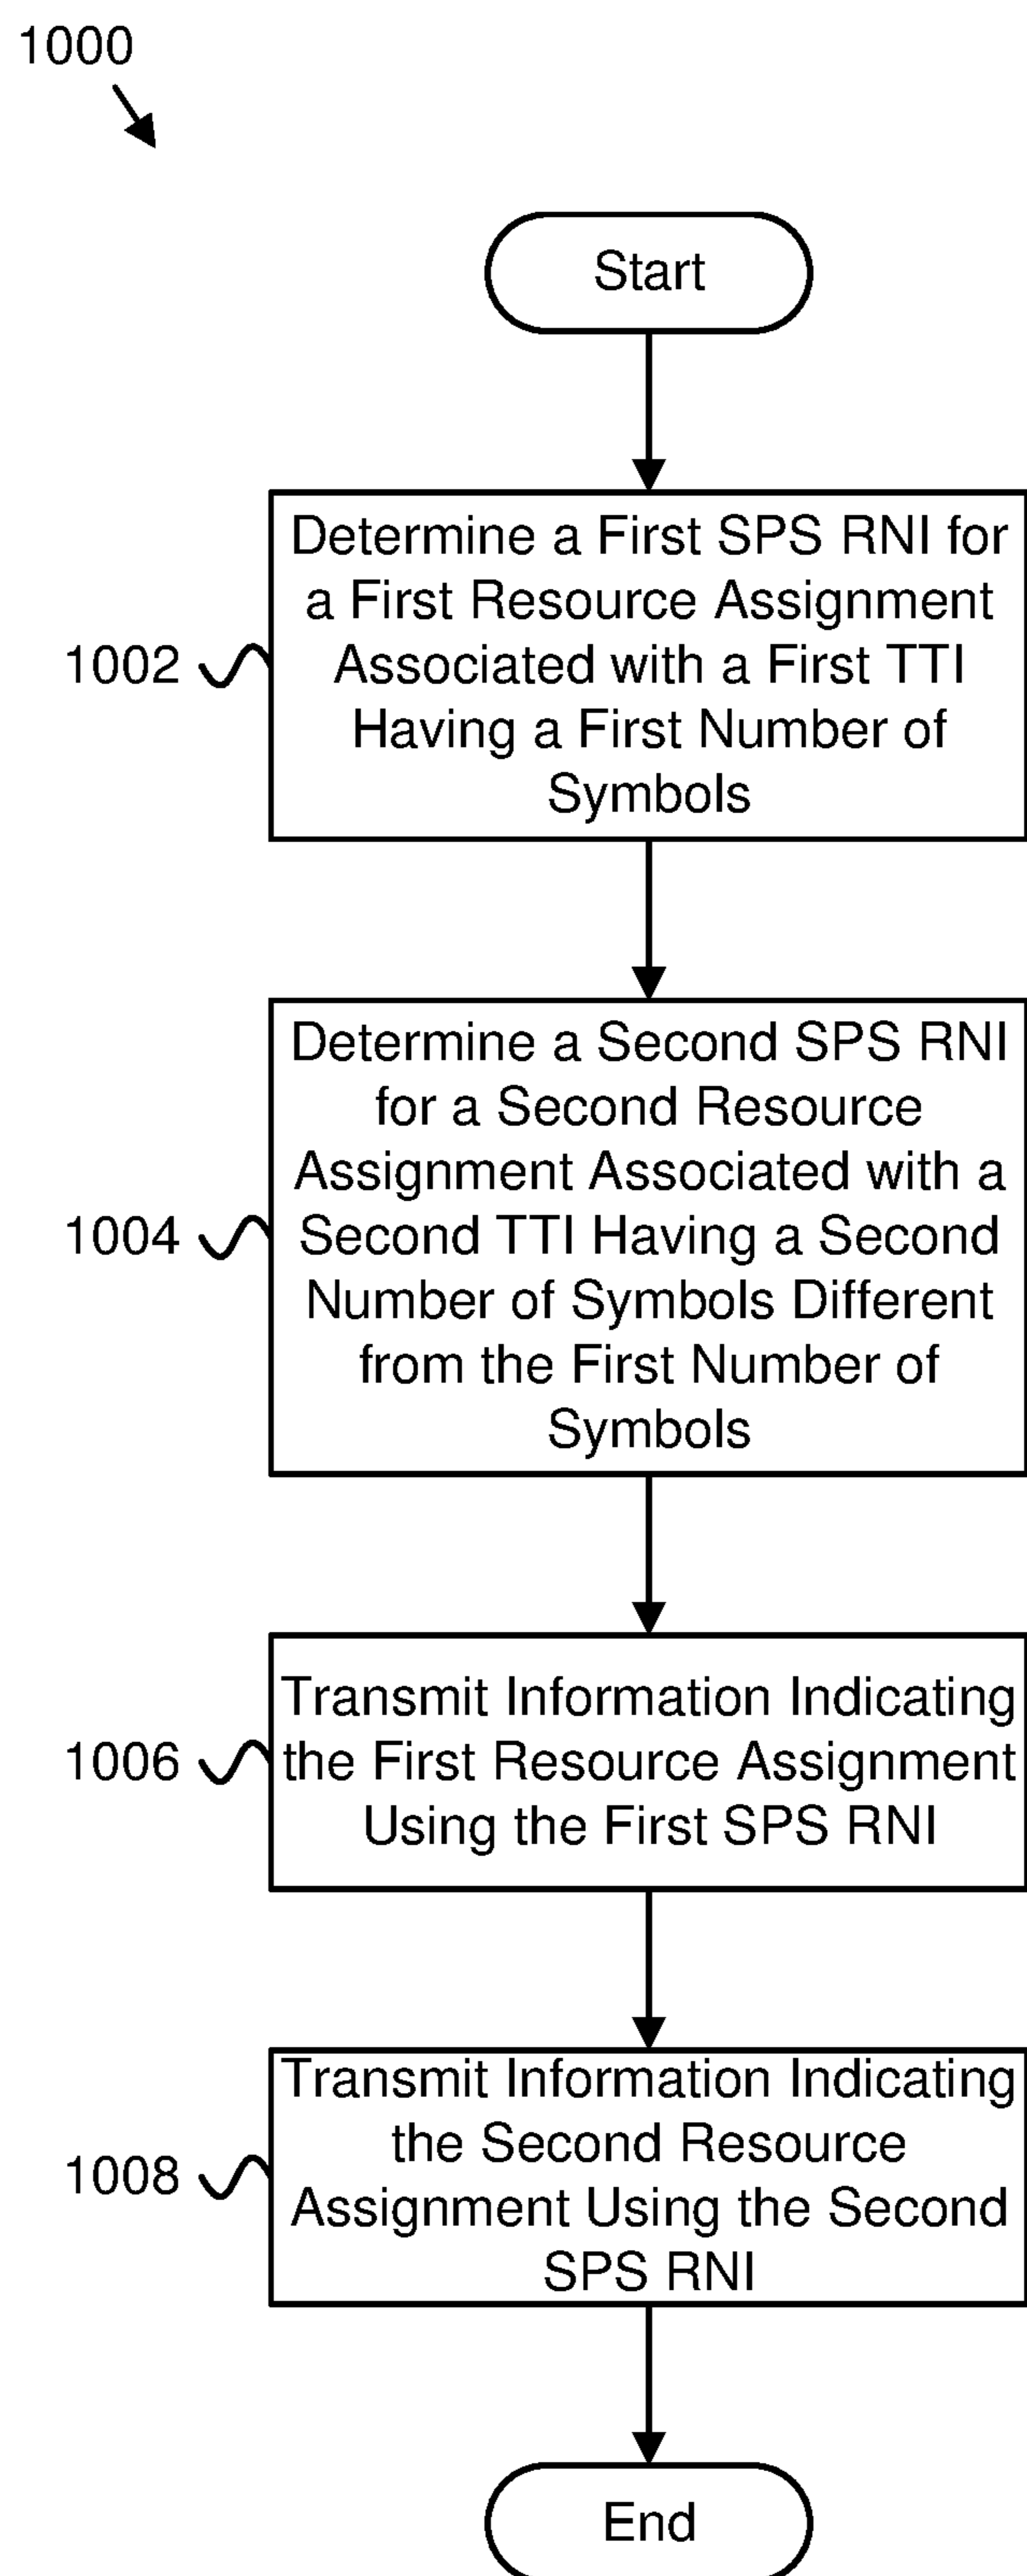 1000
Start
Determine a First SPS RNI for
a First Resource Assignment
Associated with a First TTI
Having a First Number of
Symbols
1002
Determine a Second SPS RNI
for a Second Resource
Assignment Associated with a
Second TTI Having a Second
Number of Symbols Different
from the First Number of
Symbols
1004
Transmit Information Indicating
the First Resource Assignment
Using the First SPS RNI
1006
Transmit Information Indicating
the Second Resource
Assignment Using the Second
SPS RNI
1008
End